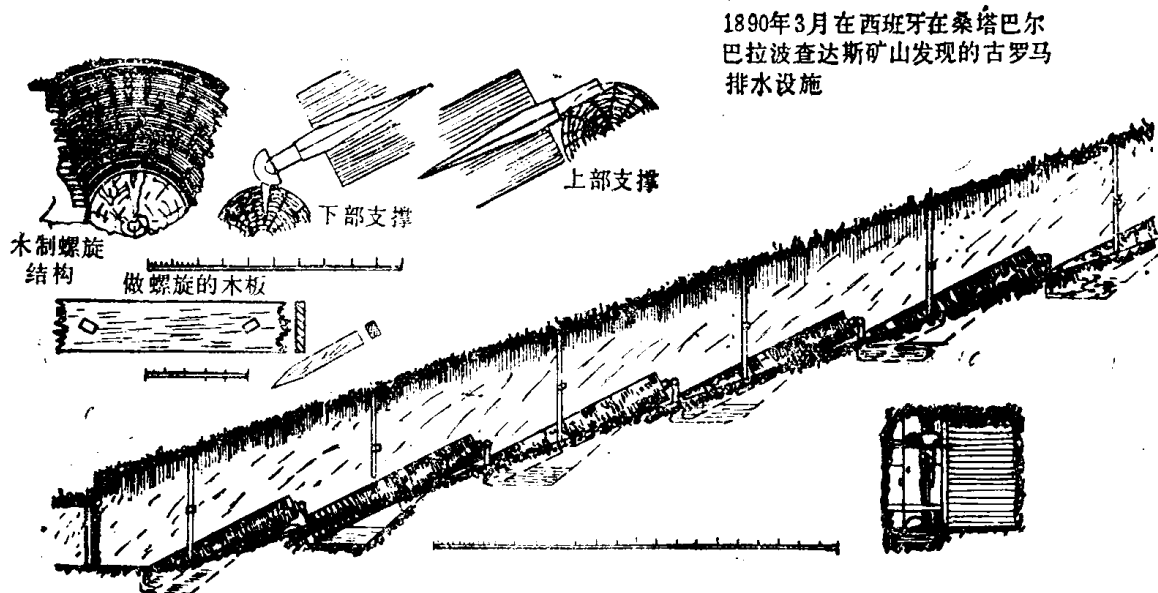 1890年3月在西班牙在桑塔巴尔
巴拉波查达斯矿山发现的古罗马
排水设施
上部支撑
下部支撑
木制螺旋
结构
做螺旋的木板